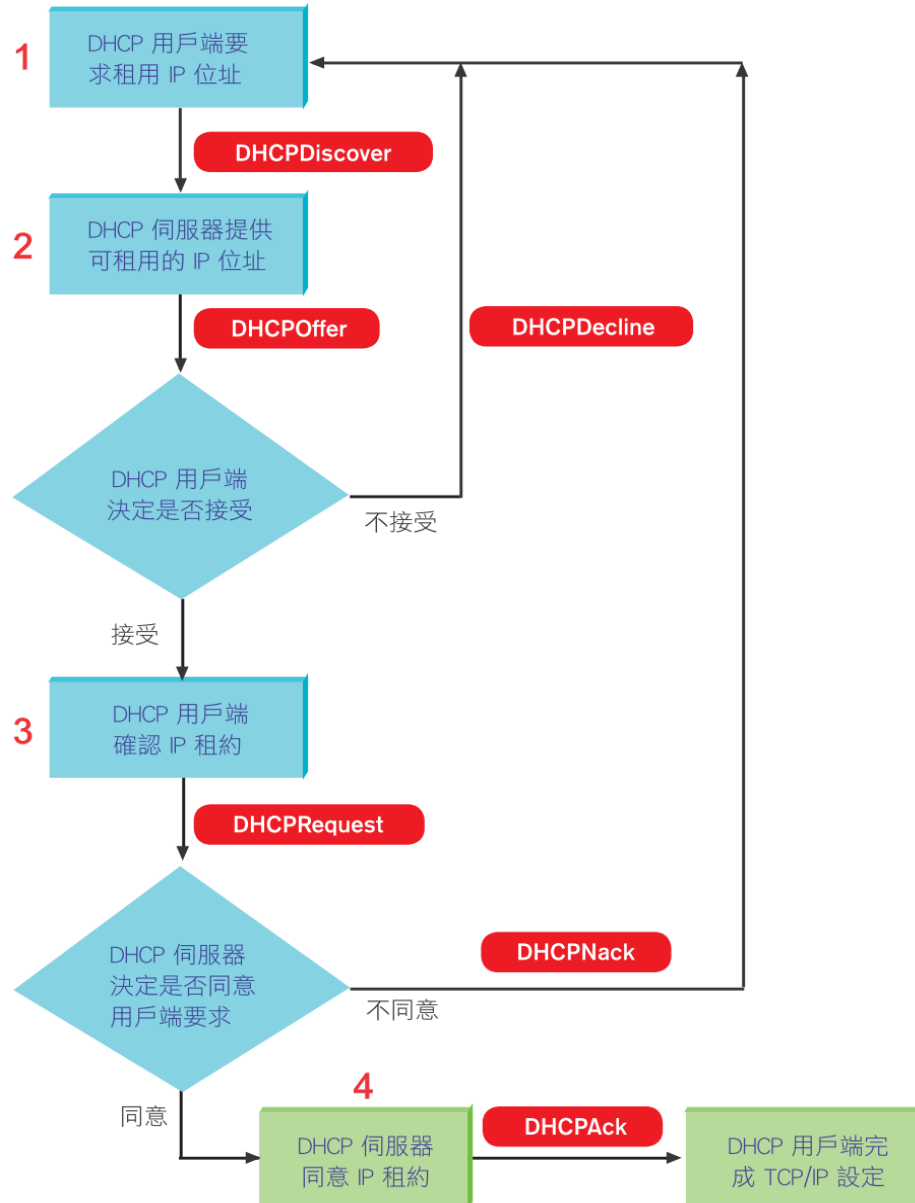 1
DHCP 用戶端要
求租用 IP 位址
DHCPDiscover
2
DHCP 伺服器提供
可租用的 IP 位址
DHCPOffer
DHCPDecline
DHCP 用戶端
決定是否接受
不接受
接受
3
DHCP 用戶端
確認 IP 租約
DHCPRequest
DHCP 伺服器
決定是否同意
用戶端要求
DHCPNack
不同意
同意
4
DHCP 伺服器
同意 IP 租約
DHCPAck
DHCP 用戶端完
成 TCP/IP 設定